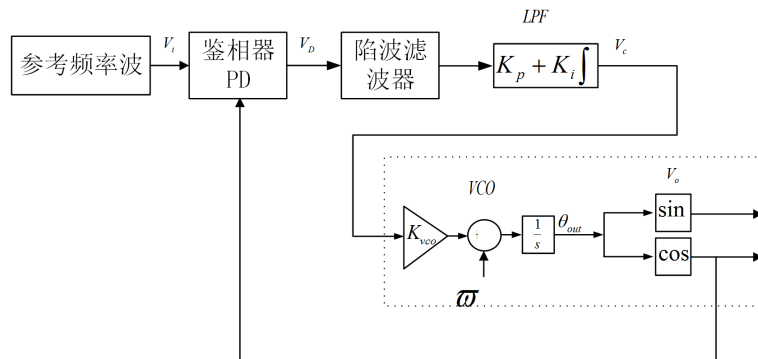 LPF
参考频率波
V_i
鉴相器
PD
V_D
陷波滤
波器
K_p + K_i ∫
V_c
VCO
V_o
K_vco
+
1/s
θ_out
sin
cos
ϖ